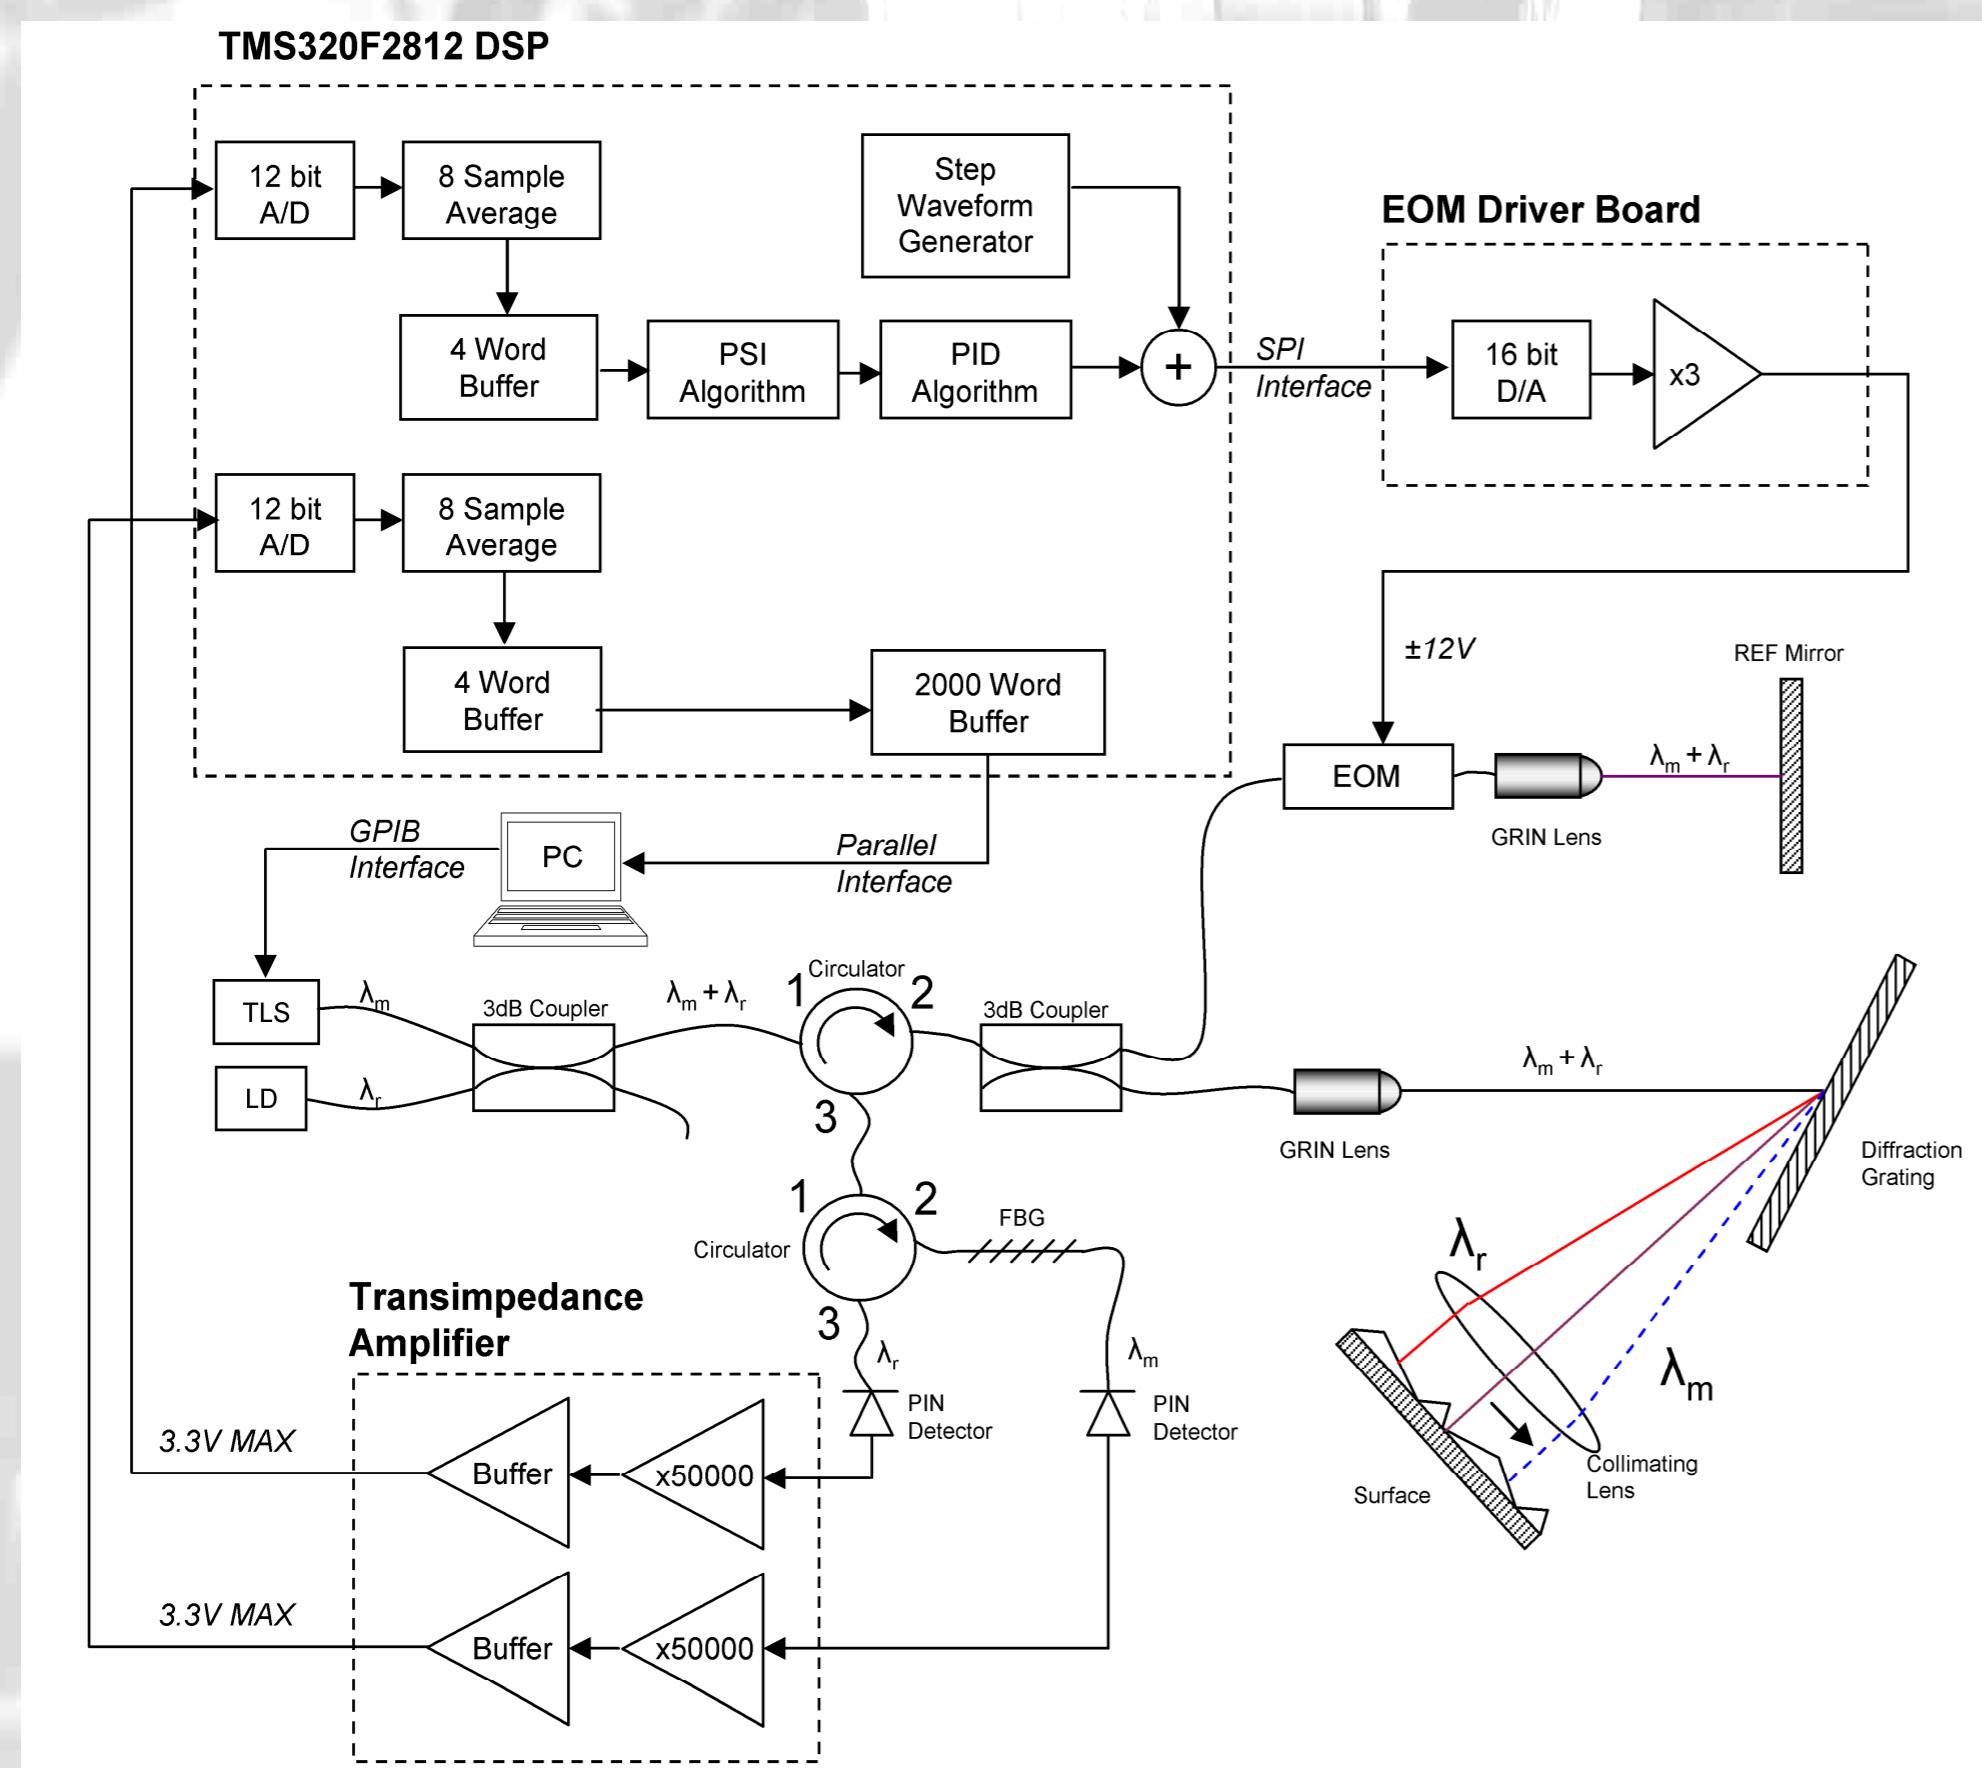 TMS320F2812 DSP
12 bit
A/D
8 Sample
Average
Step
Waveform
Generator
4 Word
Buffer
PSI
Algorithm
PID
Algorithm
+
SPI
Interface
EOM Driver Board
16 bit
D/A
x3
12 bit
A/D
8 Sample
Average
4 Word
Buffer
2000 Word
Buffer
±12V
REF Mirror
EOM
λm + λr
GRIN Lens
GPIB
Interface
PC
Parallel
Interface
TLS
λm
3dB Coupler
λm + λr
1
Circulator
2
3
3dB Coupler
LD
λr
λm + λr
GRIN Lens
Diffraction
Grating
1
2
Circulator
3
FBG
λr
λm
Collimating
Lens
Surface
λr
PIN
Detector
λm
PIN
Detector
Transimpedance
Amplifier
3.3V MAX
Buffer
x50000
3.3V MAX
Buffer
x50000